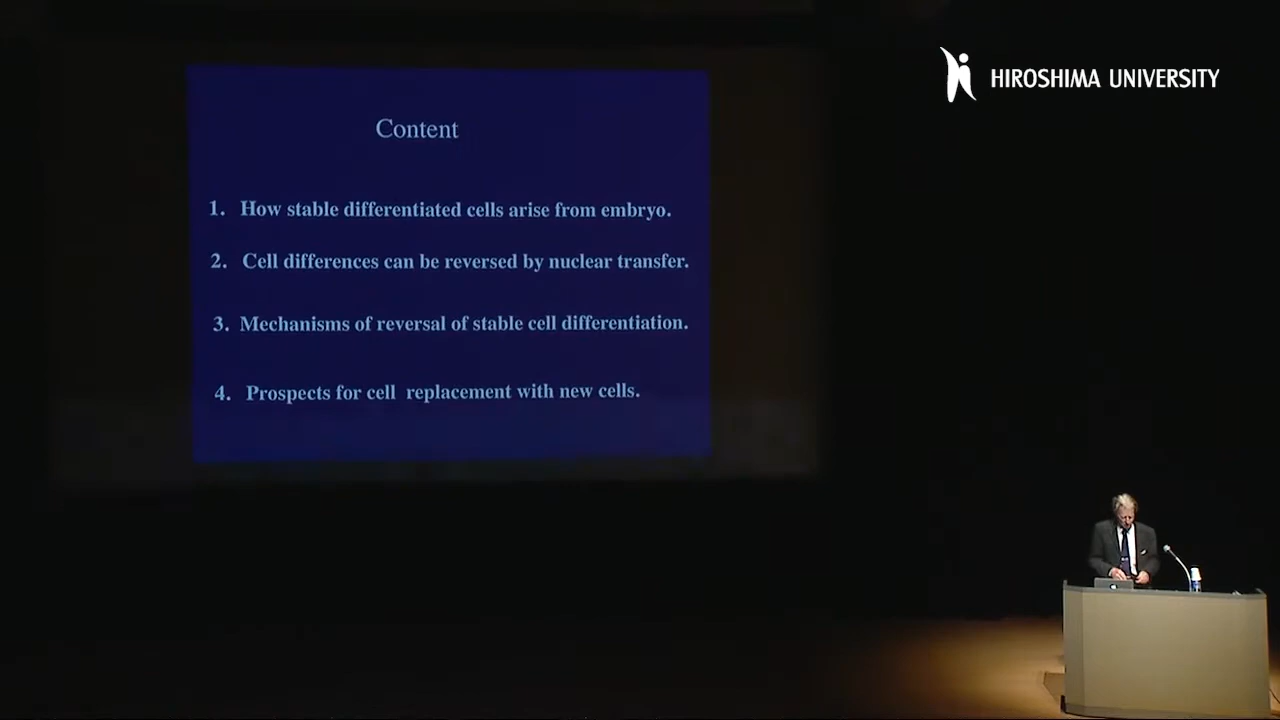 HIROSHIMA UNIVERSITY
Content
1. How stable differentiated cells arise from embryo.
2. Cell differences can be reversed by nuclear transfer.
3. Mechanisms of reversal of stable cell differentiation.
4. Prospects for cell replacement with new cells.